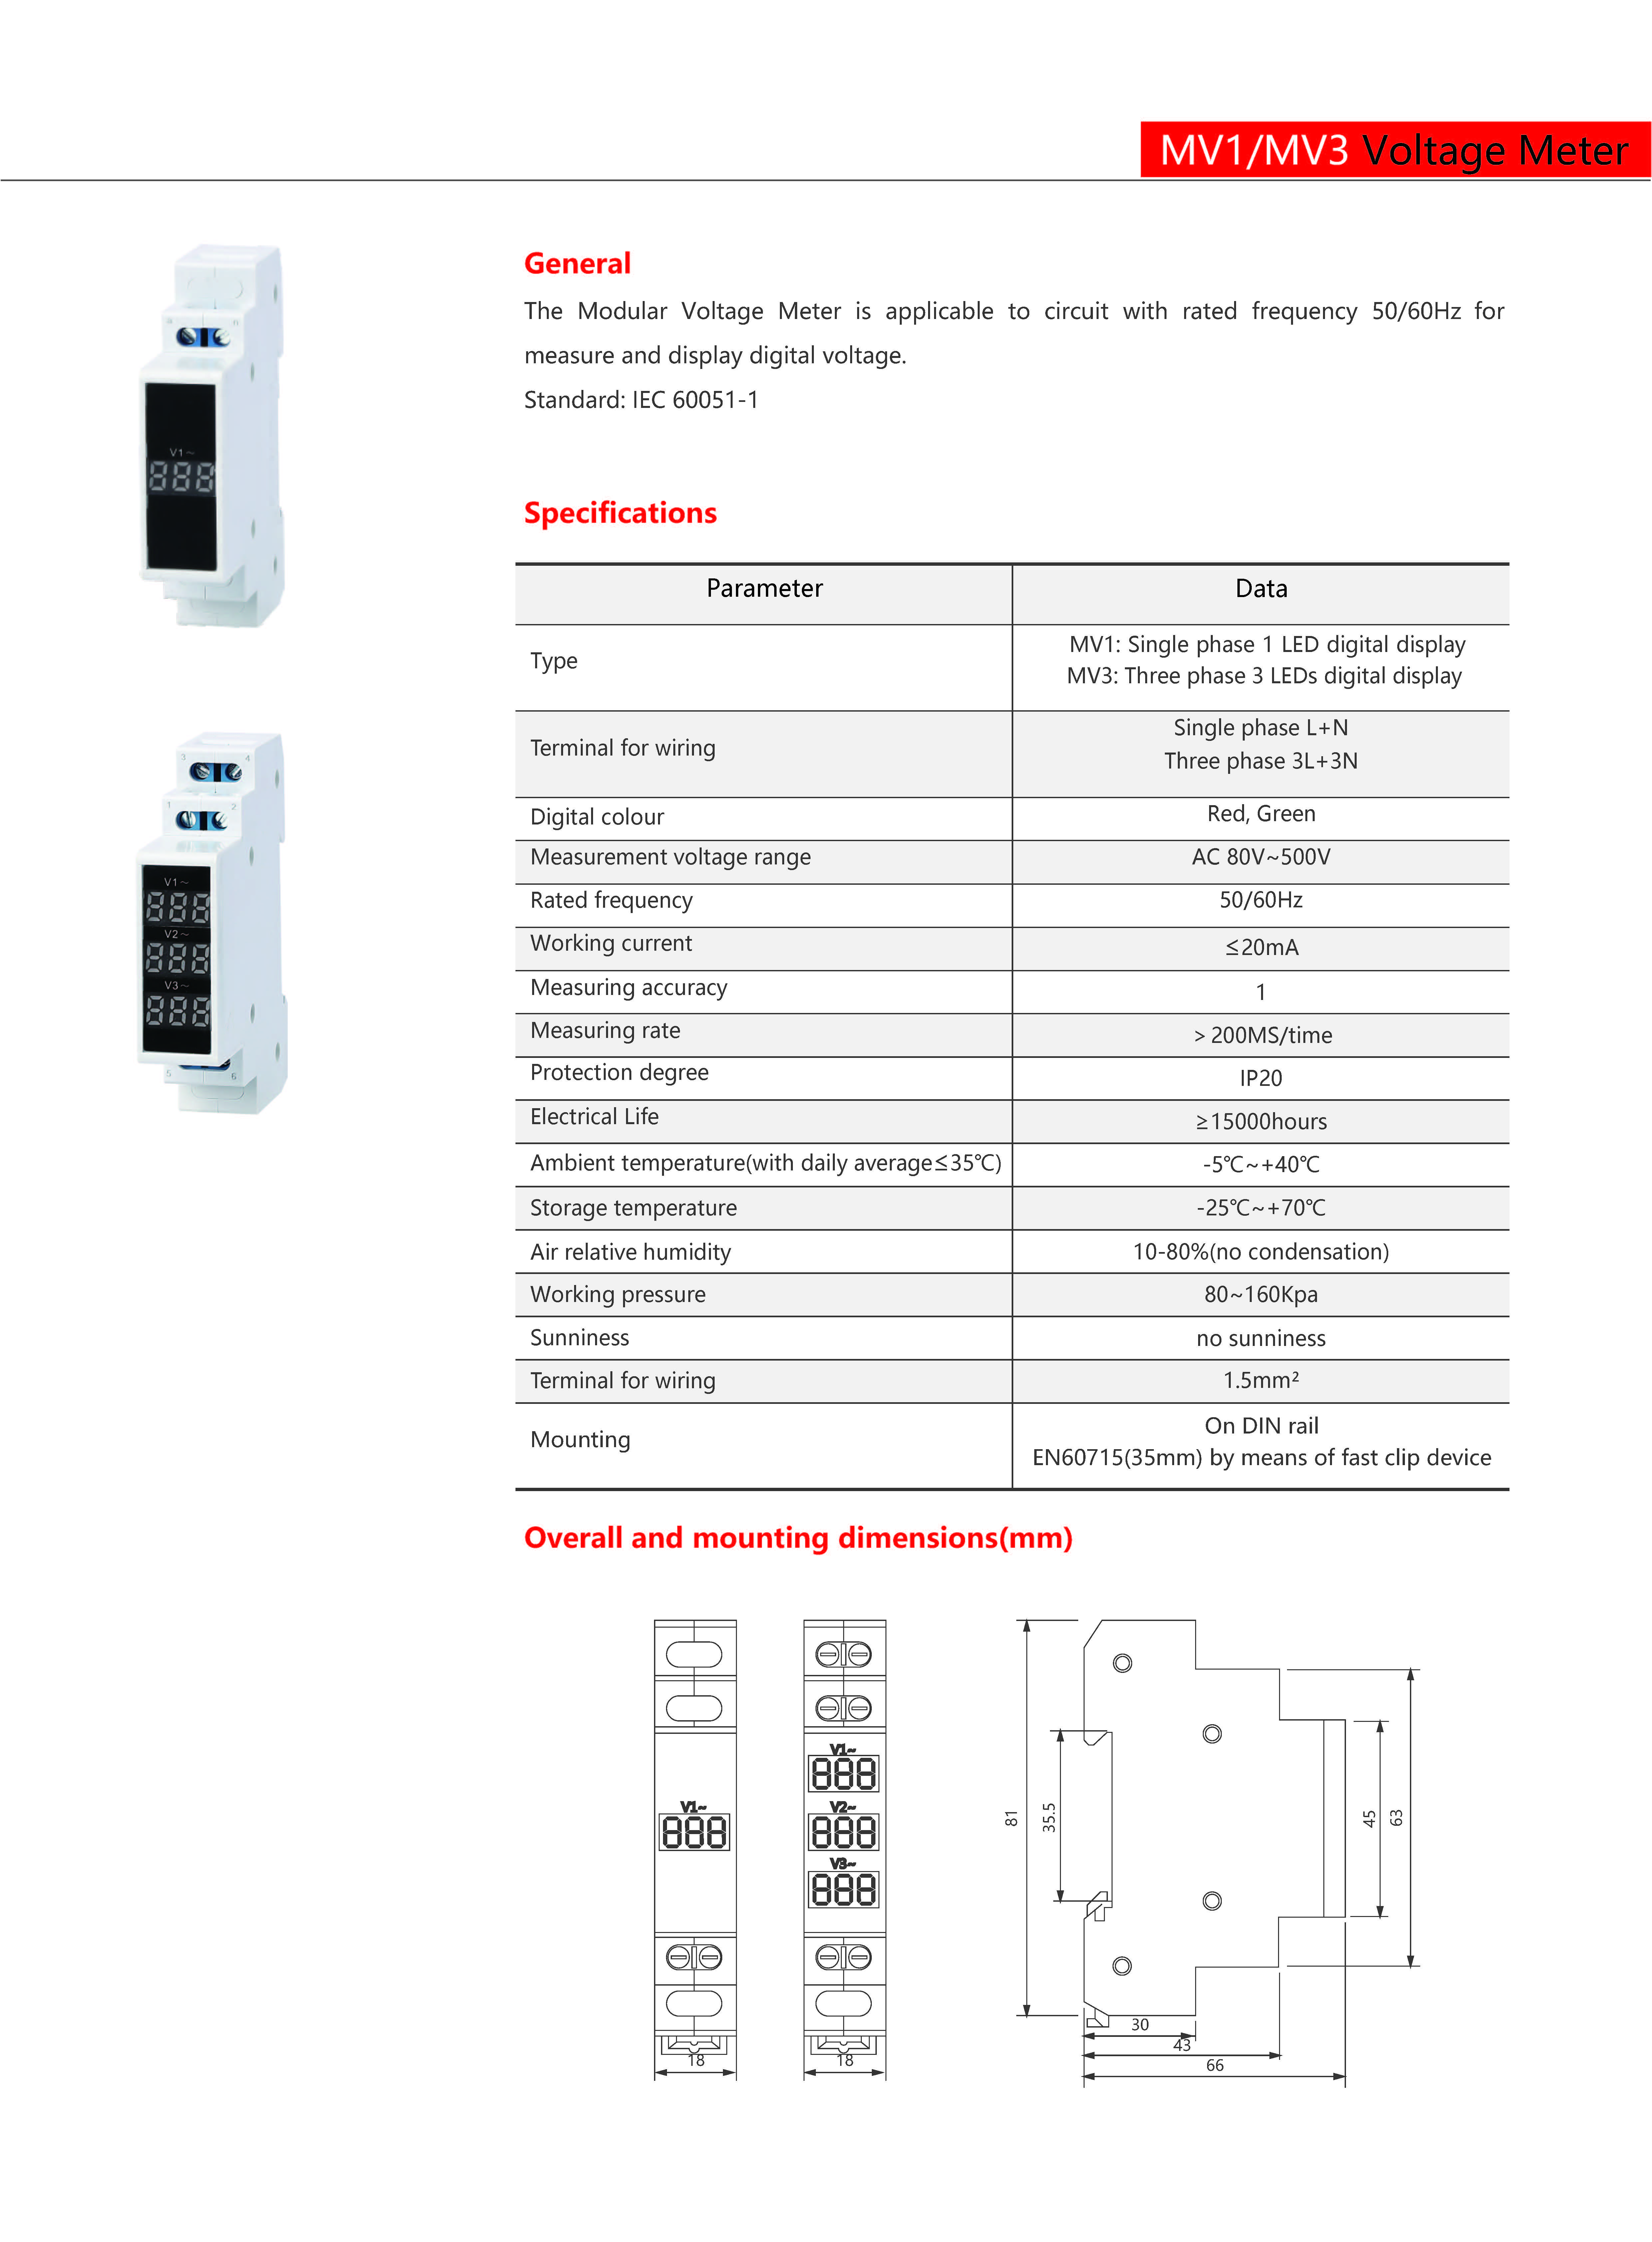 MV1/MV3 Voltage Meter
General
The Modular Voltage Meter is applicable to circuit with rated frequency 50/60Hz for
measure and display digital voltage.
Standard: IEC 60051-1
V1~
888
3 4
1 2
V1~
888
V2~
888
V3~
888
5 6
Specifications
Parameter Data
Type
MV1: Single phase 1 LED digital display
MV3: Three phase 3 LEDs digital display
Terminal for wiring
Single phase L+N
Three phase 3L+3N
Digital colour Red, Green
Measurement voltage range AC 80V~500V
Rated frequency 50/60Hz
Working current ≤20mA
Measuring accuracy 1
Measuring rate > 200MS/time
Protection degree IP20
Electrical Life ≥15000hours
Ambient temperature(with daily average≤35℃) -5℃~+40℃
Storage temperature -25℃~+70℃
Air relative humidity 10-80%(no condensation)
Working pressure 80~160Kpa
Sunniness no sunniness
Terminal for wiring 1.5mm²
Mounting
On DIN rail
EN60715(35mm) by means of fast clip device
Overall and mounting dimensions(mm)
V1~
888
18
V1~
888
V2~
888
V3~
888
18
81
35.5
45
63
30
43
66